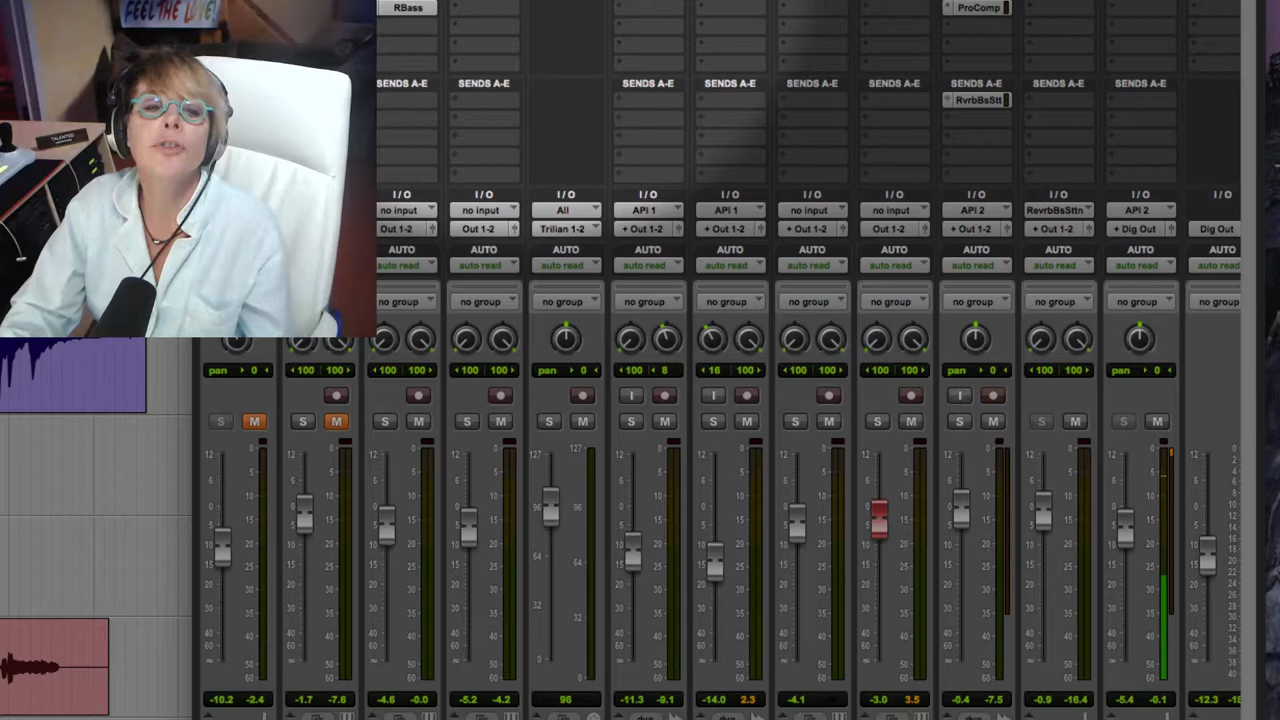 FEEL THE LOVE!
TALENTED
RBass ProComp
SENDS A-E SENDS A-E SENDS A-E SENDS A-E SENDS A-E SENDS A-E SENDS A-E SENDS A-E SENDS A-E
RvrbBsStt
I/O I/O I/O I/O I/O I/O I/O I/O I/O I/O I/O
no input no input All API 1 API 1 no input no input API 2 RevrbBsSttn API 2
Out 1-2 Out 1-2 Trilian 1-2 + Out 1-2 + Out 1-2 + Out 1-2 Out 1-2 + Out 1-2 + Out 1-2 + Dig Out Dig Out
AUTO AUTO AUTO AUTO AUTO AUTO AUTO AUTO AUTO AUTO AUTO
auto read auto read auto read auto read auto read auto read auto read auto read auto read auto read auto read
no group no group no group no group no group no group no group no group no group no group no group
pan 0 100 100 100 100 100 100 pan 0 100 8 16 100 100 100 100 100 pan 0 100 100 pan 0
I I I
S M S M S M S M S M S M S M S M S M S M S M S M
-10.2 -2.4 -1.7 -7.6 -4.6 -0.0 -5.2 -4.2 96 -11.3 -9.1 -14.0 2.3 -4.1 -3.0 3.5 -0.4 -7.5 -0.9 -16.4 -5.4 -0.1 -12.3